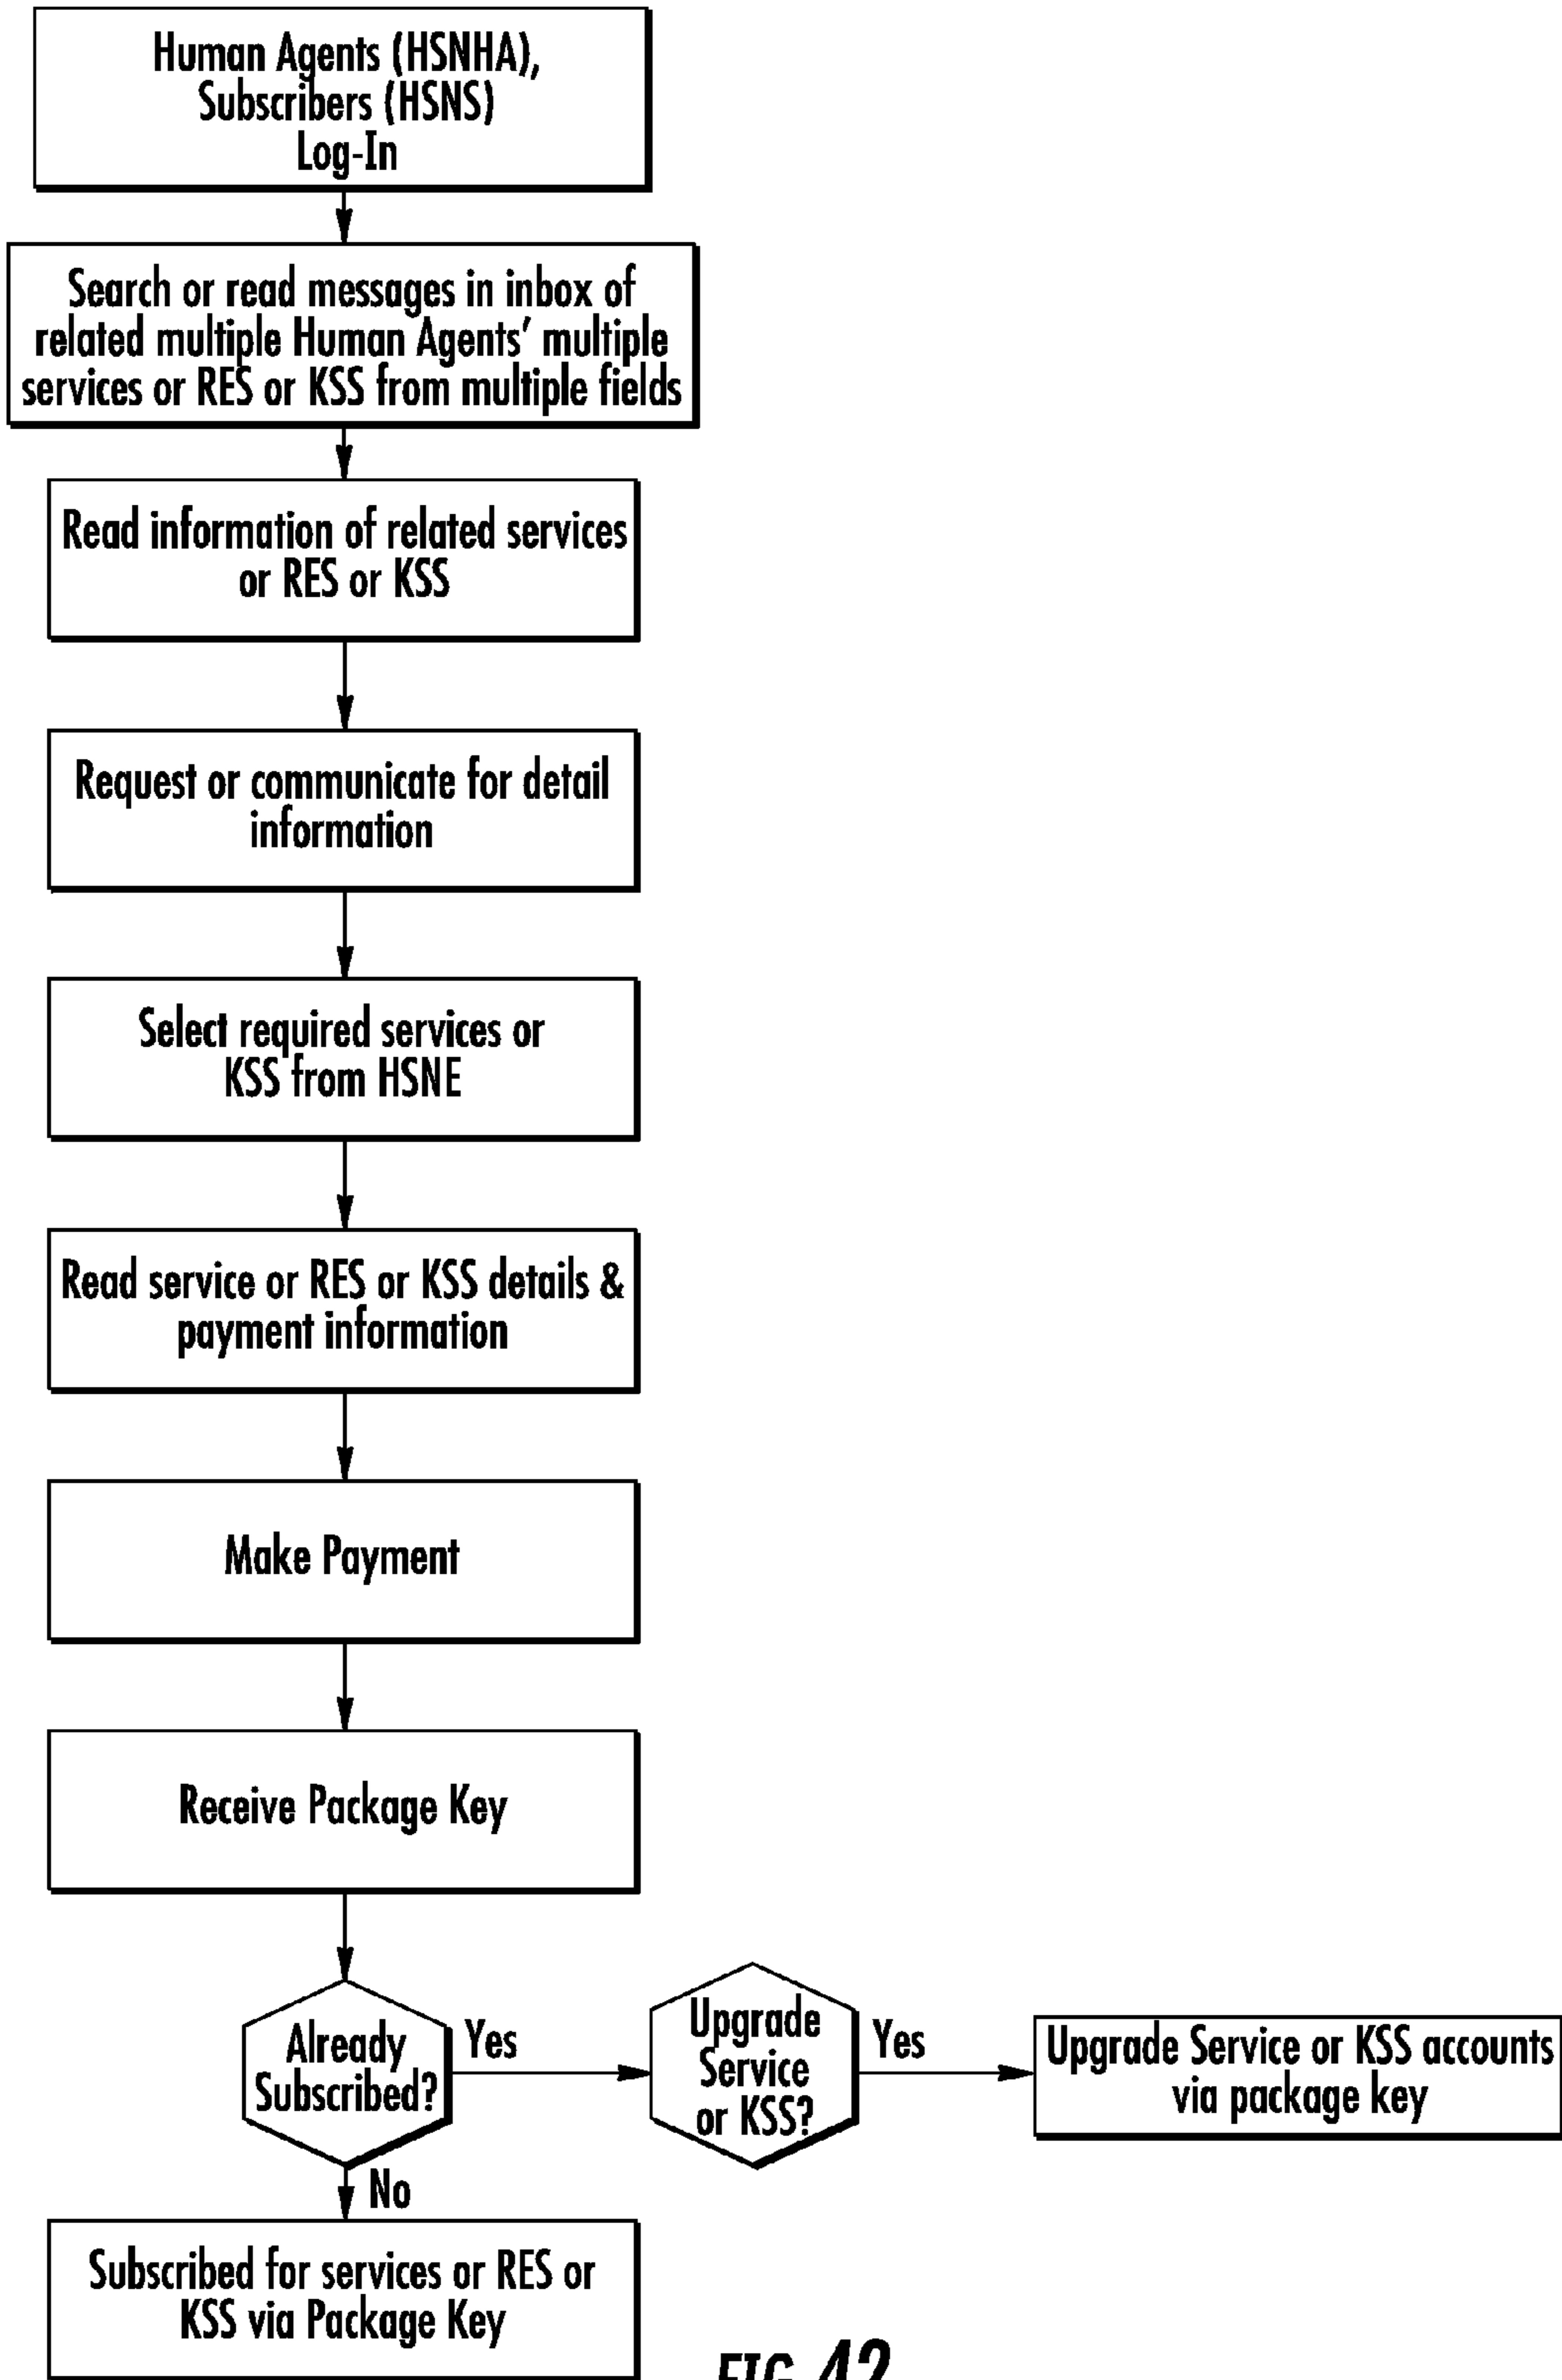 Human Agents (HSNHA),
Subscribers (HSNS)
Log-In
Search or read messages in inbox of
related multiple Human Agents' multiple
services or RES or KSS from multiple fields
Read information of related services
or RES or KSS
Request or communicate for detail
information
Select required services or
KSS from HSNE
Read service or RES or KSS details &
payment information
Make Payment
Receive Package Key
Already
Subscribed?
Yes
Upgrade
Service
or KSS?
Yes
Upgrade Service or KSS accounts
via package key
No
Subscribed for services or RES or
KSS via Package Key
FIG. 42